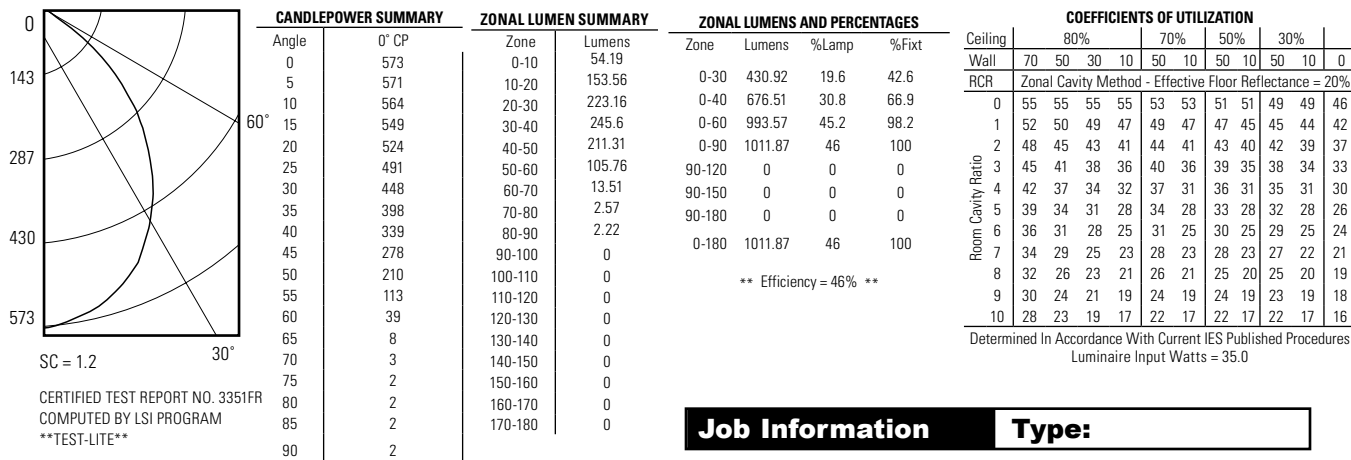 0
143
287
430
573
60˚
30˚
SC = 1.2
CERTIFIED TEST REPORT NO. 3351FR
COMPUTED BY LSI PROGRAM
**TEST-LITE**
CANDLEPOWER SUMMARY
Angle 0˚ CP
0 573
5 571
10 564
15 549
20 524
25 491
30 448
35 398
40 339
45 278
50 210
55 113
60 39
65 8
70 3
75 2
80 2
85 2
90 2
ZONAL LUMEN SUMMARY
Zone Lumens
0-10 54.19
10-20 153.56
20-30 223.16
30-40 245.6
40-50 211.31
50-60 105.76
60-70 13.51
70-80 2.57
80-90 2.22
90-100 0
100-110 0
110-120 0
120-130 0
130-140 0
140-150 0
150-160 0
160-170 0
170-180 0
ZONAL LUMENS AND PERCENTAGES
Zone Lumens %Lamp %Fixt
0-30 430.92 19.6 42.6
0-40 676.51 30.8 66.9
0-60 993.57 45.2 98.2
0-90 1011.87 46 100
90-120 0 0 0
90-150 0 0 0
90-180 0 0 0
0-180 1011.87 46 100
** Efficiency = 46% **
COEFFICIENTS OF UTILIZATION
Ceiling 80% 70% 50% 30%
Wall 70 50 30 10 50 10 50 10 50 10 0
RCR Zonal Cavity Method - Effective Floor Reflectance = 20%
Room Cavity Ratio
0 55 55 55 55 53 53 51 51 49 49 46
1 52 50 49 47 49 47 47 45 45 44 42
2 48 45 43 41 44 41 43 40 42 39 37
3 45 41 38 36 40 36 39 35 38 34 33
4 42 37 34 32 37 31 36 31 35 31 30
5 39 34 31 28 34 28 33 28 32 28 26
6 36 31 28 25 31 25 30 25 29 25 24
7 34 29 25 23 28 23 28 23 27 22 21
8 32 26 23 21 26 21 25 20 25 20 19
9 30 24 21 19 24 19 24 19 23 19 18
10 28 23 19 17 22 17 22 17 22 17 16
Determined In Accordance With Current IES Published Procedures
Luminaire Input Watts = 35.0
Job Information Type: